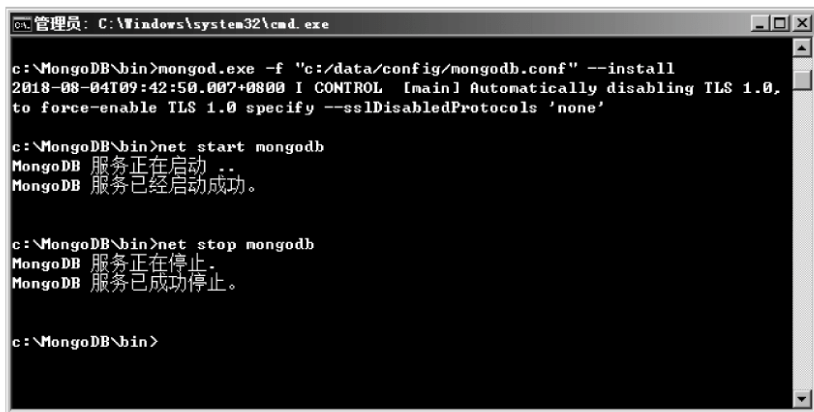 管理员: C:\Windows\system32\cmd.exe
c:\MongoDB\bin>mongod.exe -f "c:/data/config/mongodb.conf" --install
2018-08-04T09:42:50.007+0800 I CONTROL  [main] Automatically disabling TLS 1.0,
to force-enable TLS 1.0 specify --sslDisabledProtocols 'none'
c:\MongoDB\bin>net start mongodb
MongoDB 服务正在启动 ..
MongoDB 服务已经启动成功。
c:\MongoDB\bin>net stop mongodb
MongoDB 服务正在停止.
MongoDB 服务已成功停止。
c:\MongoDB\bin>